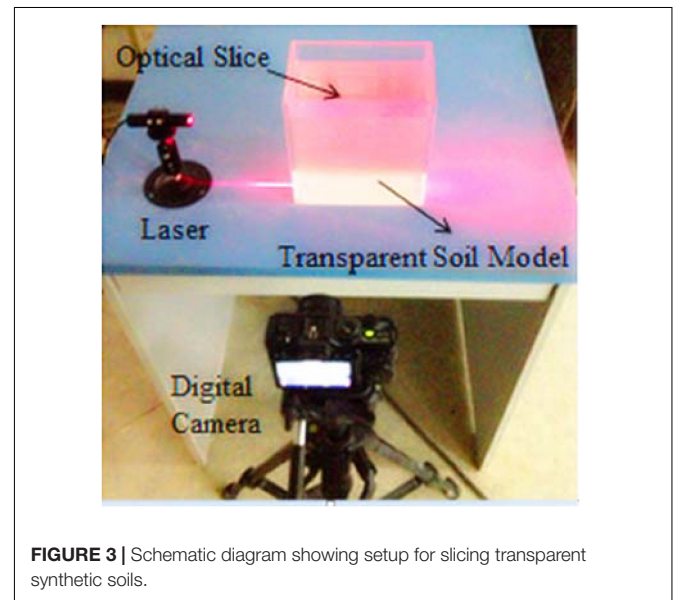 Optical Slice
Laser
Transparent Soil Model
Digital
Camera
FIGURE 3 | Schematic diagram showing setup for slicing transparent
synthetic soils.